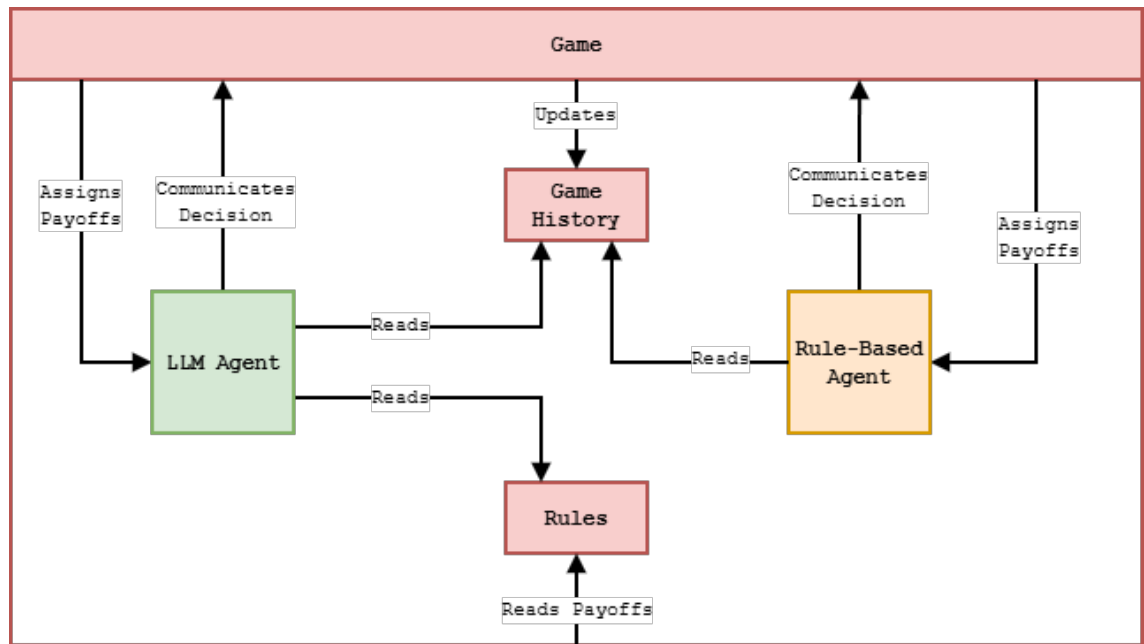 Game
Updates
Assigns
Payoffs
Communicates
Decision
Game
History
Communicates
Decision
Assigns
Payoffs
Reads
LLM Agent
Reads
Rule-Based
Agent
Reads
Rules
Reads Payoffs